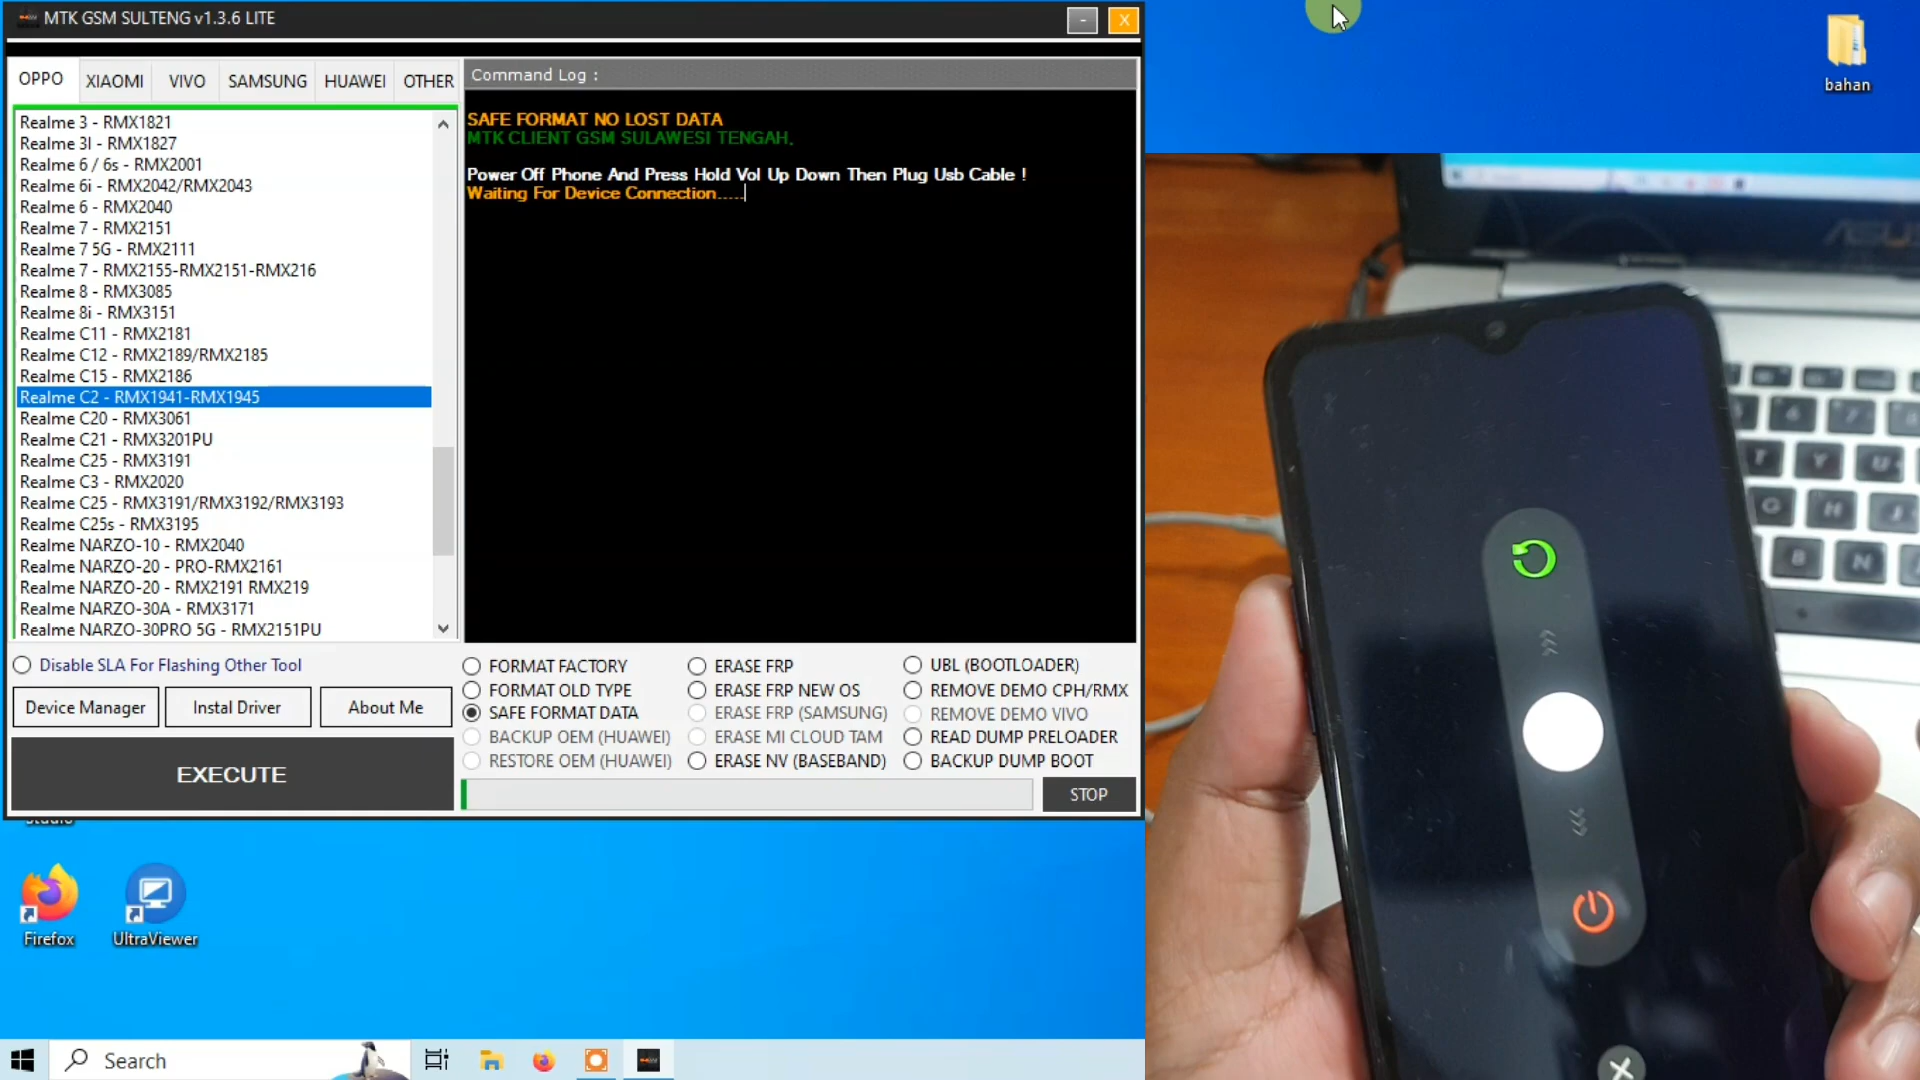 MTK GSM SULTENG v1.3.6 LITE
-
X
OPPO
XIAOMI
VIVO
SAMSUNG
HUAWEI
OTHER
Realme 3 - RMX1821
Realme 3I - RMX1827
Realme 6 / 6s - RMX2001
Realme 6i - RMX2042/RMX2043
Realme 6 - RMX2040
Realme 7 - RMX2151
Realme 7 5G - RMX2111
Realme 7 - RMX2155-RMX2151-RMX216
Realme 8 - RMX3085
Realme 8i - RMX3151
Realme C11 - RMX2181
Realme C12 - RMX2189/RMX2185
Realme C15 - RMX2186
Realme C2 - RMX1941-RMX1945
Realme C20 - RMX3061
Realme C21 - RMX3201PU
Realme C25 - RMX3191
Realme C3 - RMX2020
Realme C25 - RMX3191/RMX3192/RMX3193
Realme C25s - RMX3195
Realme NARZO-10 - RMX2040
Realme NARZO-20 - PRO-RMX2161
Realme NARZO-20 - RMX2191 RMX219
Realme NARZO-30A - RMX3171
Realme NARZO-30PRO 5G - RMX2151PU
Disable SLA For Flashing Other Tool
Device Manager
Instal Driver
About Me
EXECUTE
Command Log :
SAFE FORMAT NO LOST DATA
MTK CLIENT GSM SULAWESI TENGAH.
Power Off Phone And Press Hold Vol Up Down Then Plug Usb Cable !
Waiting For Device Connection.....
FORMAT FACTORY
ERASE FRP
UBL (BOOTLOADER)
FORMAT OLD TYPE
ERASE FRP NEW OS
REMOVE DEMO CPH/RMX
SAFE FORMAT DATA
ERASE FRP (SAMSUNG)
REMOVE DEMO VIVO
BACKUP OEM (HUAWEI)
ERASE MI CLOUD TAM
READ DUMP PRELOADER
RESTORE OEM (HUAWEI)
ERASE NV (BASEBAND)
BACKUP DUMP BOOT
STOP
Firefox
UltraViewer
Search
bahan